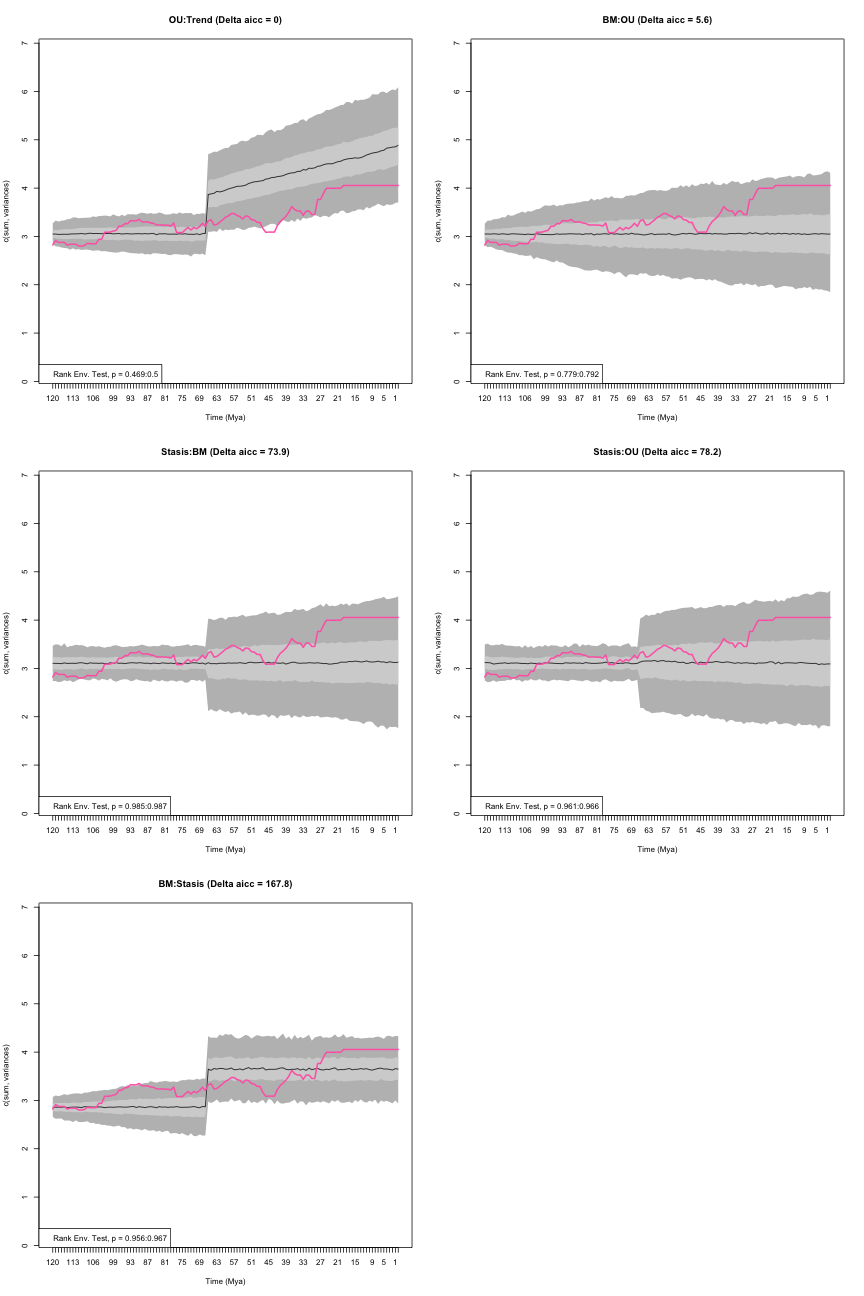 OU:Trend (Delta aicc = 0)
c(sum, variances)
7
6
5
4
3
2
1
0
Rank Env. Test, p = 0.469:0.5
120 113 106 99 93 87 81 75 69 63 57 51 45 39 33 27 21 15 9 5 1
Time (Mya)
BM:OU (Delta aicc = 5.6)
c(sum, variances)
7
6
5
4
3
2
1
0
Rank Env. Test, p = 0.779:0.792
120 113 106 99 93 87 81 75 69 63 57 51 45 39 33 27 21 15 9 5 1
Time (Mya)
Stasis:BM (Delta aicc = 73.9)
c(sum, variances)
7
6
5
4
3
2
1
0
Rank Env. Test, p = 0.985:0.987
120 113 106 99 93 87 81 75 69 63 57 51 45 39 33 27 21 15 9 5 1
Time (Mya)
Stasis:OU (Delta aicc = 78.2)
c(sum, variances)
7
6
5
4
3
2
1
0
Rank Env. Test, p = 0.961:0.966
120 113 106 99 93 87 81 75 69 63 57 51 45 39 33 27 21 15 9 5 1
Time (Mya)
BM:Stasis (Delta aicc = 167.8)
c(sum, variances)
7
6
5
4
3
2
1
0
Rank Env. Test, p = 0.956:0.967
120 113 106 99 93 87 81 75 69 63 57 51 45 39 33 27 21 15 9 5 1
Time (Mya)